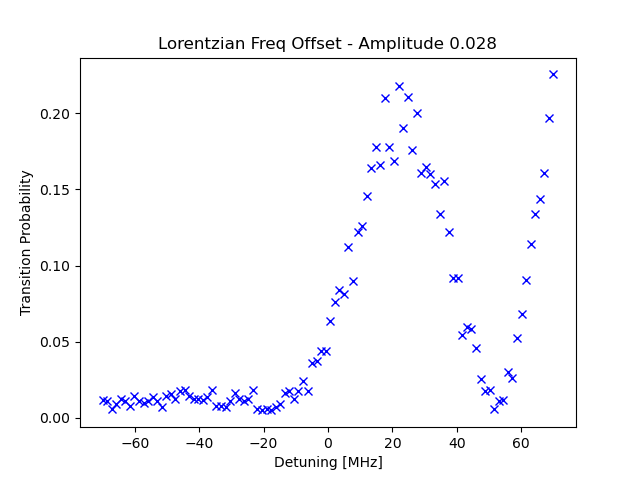 Lorentzian Freq Offset - Amplitude 0.028
Transition Probability
0.20
0.15
0.10
0.05
0.00
−60 −40 −20 0 20 40 60
Detuning [MHz]